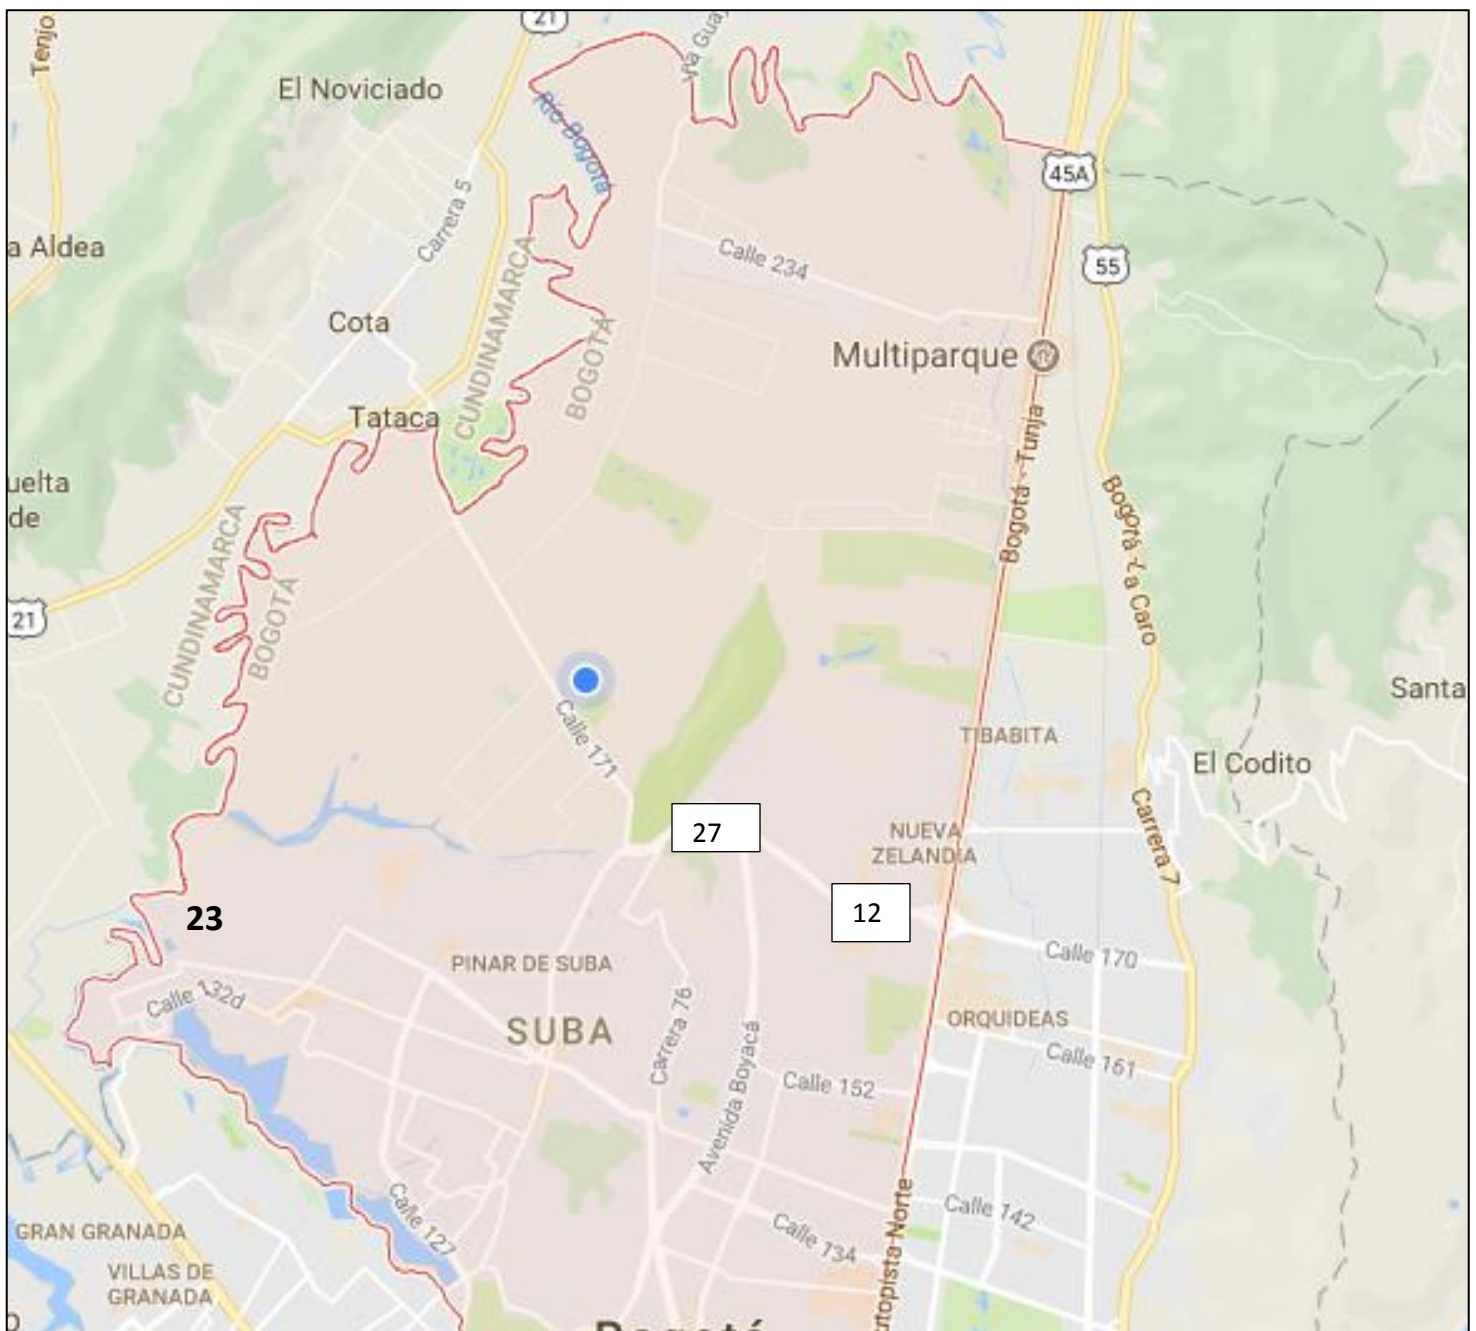 21
Tenjo
Vía Gua
El Noviciado
Río Bogotá
45A
Carrera 5
a Aldea
Calle 234
55
CUNDINAMARCA
Cota
BOGOTÁ
Multiparque
Tataca
Bogotá - Tunja
uelta
de
CUNDINAMARCA
BOGOTÁ
Bogotá - La Caro
21
Santa
Calle 171
TIBABITA
El Codito
27
NUEVA
ZELANDIA
Carrera 7
23
12
Calle 170
PINAR DE SUBA
Calle 132d
SUBA
Carrera 76
ORQUIDEAS
Calle 161
Avenida Boyacá
Calle 152
Calle 127
Calle 142
GRAN GRANADA
Calle 134
utopista Norte
VILLAS DE
GRANADA
Bogotá